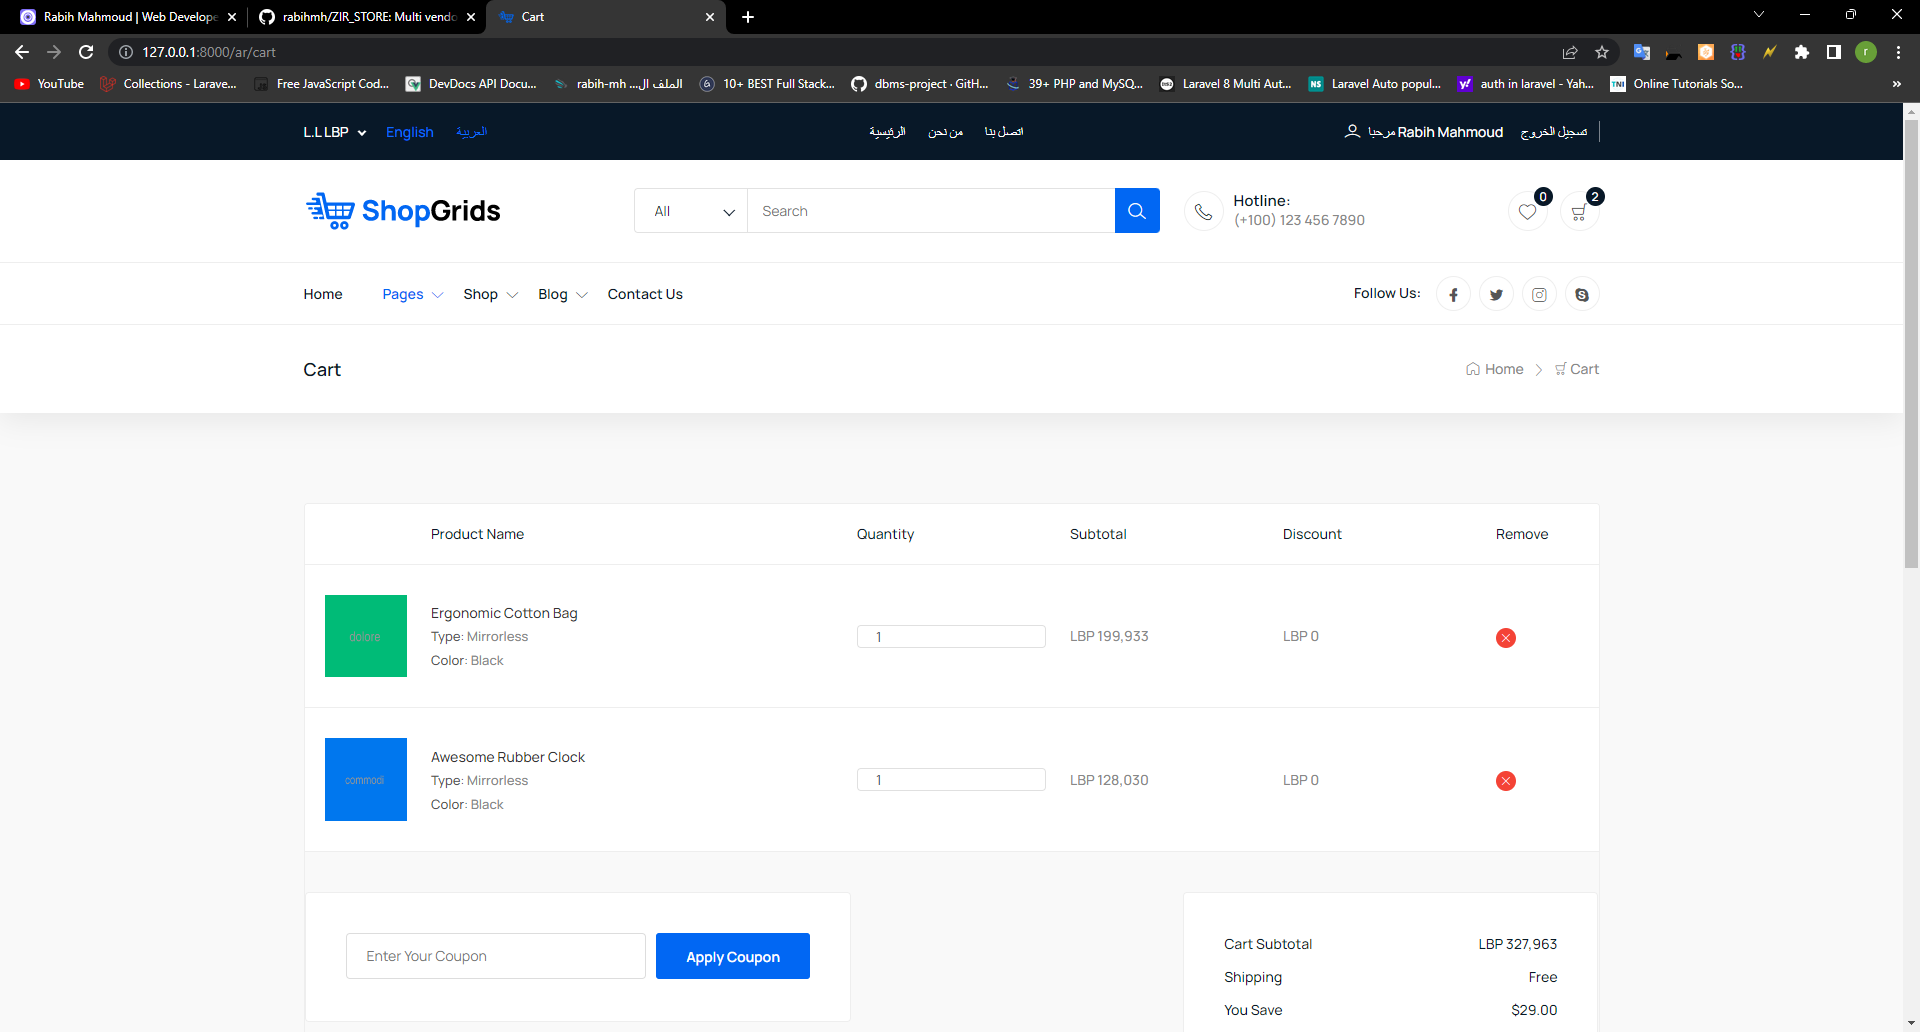 Rabih Mahmoud | Web Develope
rabihmh/ZIR_STORE: Multi vendo
Cart
127.0.0.1:8000/ar/cart
YouTube
Collections - Larave...
Free JavaScript Cod...
DevDocs API Docu...
rabih-mh ...الملف ال
10+ BEST Full Stack...
dbms-project · GitH...
39+ PHP and MySQ...
Laravel 8 Multi Aut...
Laravel Auto popul...
auth in laravel - Yah...
Online Tutorials So...
L.L LBP English العربية
الرئيسية من نحن اتصل بنا
مرحبا Rabih Mahmoud تسجيل الخروج
ShopGrids
All Search
Hotline:
(+100) 123 456 7890
0 2
Home Pages Shop Blog Contact Us
Follow Us:
Cart
Home Cart
Product Name Quantity Subtotal Discount Remove
dolore
Ergonomic Cotton Bag
Type: Mirrorless
Color: Black
1 LBP 199,933 LBP 0
commodi
Awesome Rubber Clock
Type: Mirrorless
Color: Black
1 LBP 128,030 LBP 0
Enter Your Coupon Apply Coupon
Cart Subtotal LBP 327,963
Shipping Free
You Save $29.00